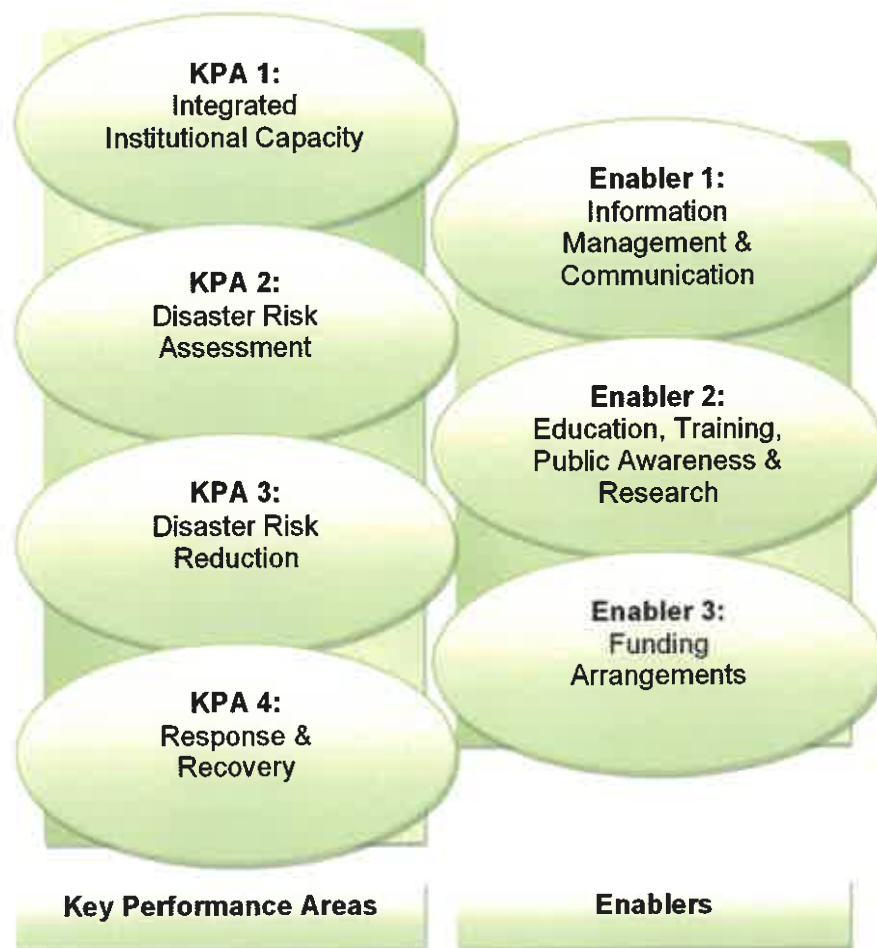 KPA 1:
Integrated
Institutional Capacity
KPA 2:
Disaster Risk
Assessment
KPA 3:
Disaster Risk
Reduction
KPA 4:
Response &
Recovery
Key Performance Areas
Enabler 1:
Information
Management &
Communication
Enabler 2:
Education, Training,
Public Awareness &
Research
Enabler 3:
Funding
Arrangements
Enablers